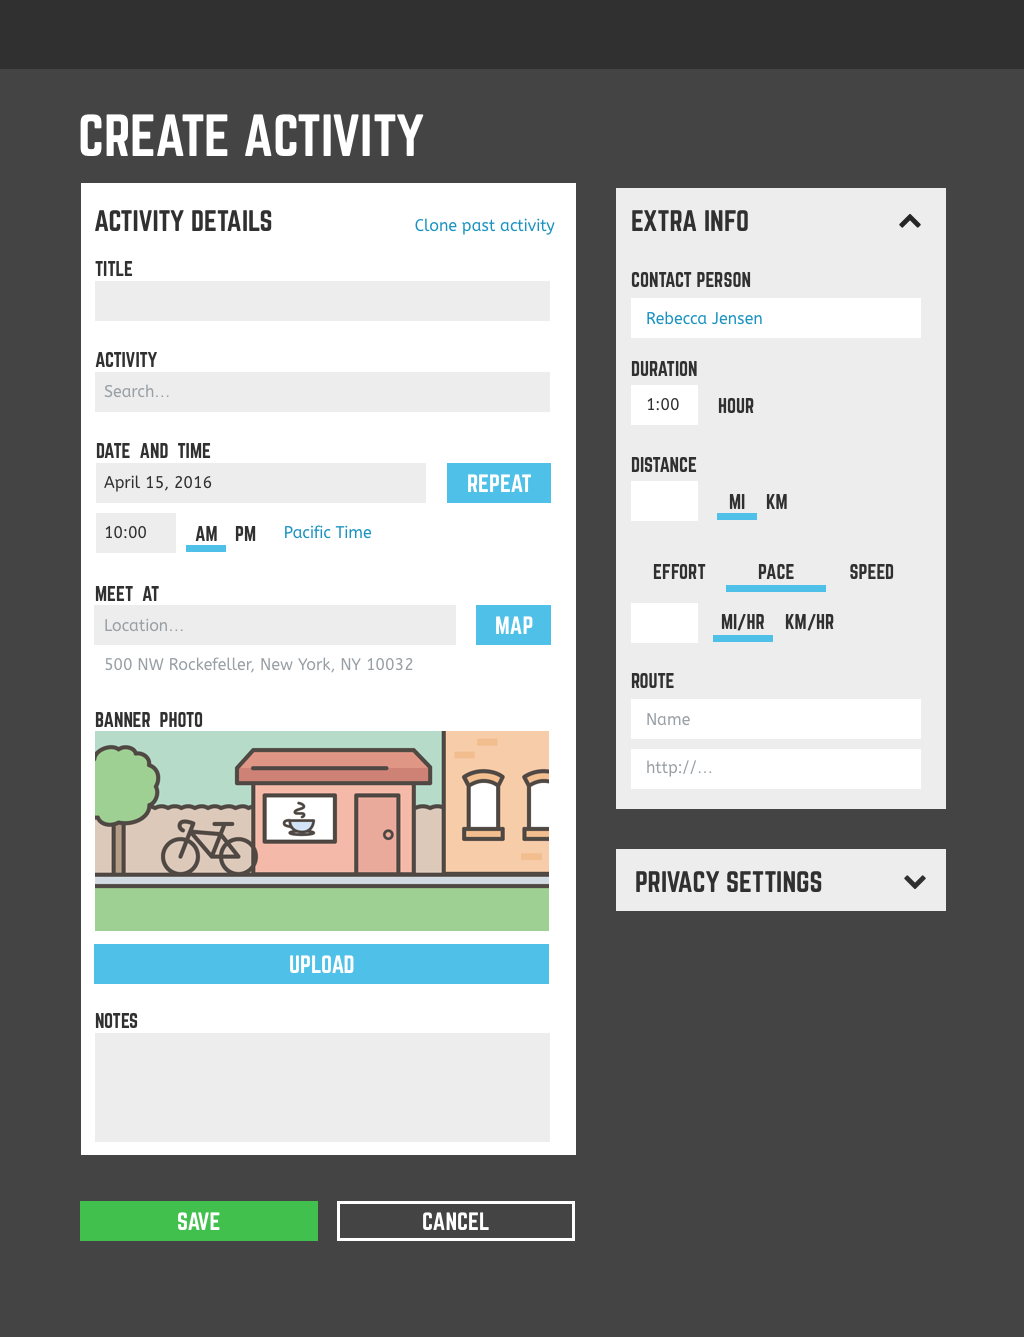 CREATE ACTIVITY
ACTIVITY DETAILS
Clone past activity
TITLE
ACTIVITY
Search...
DATE AND TIME
April 15, 2016
REPEAT
10:00
AM PM
Pacific Time
MEET AT
Location...
MAP
500 NW Rockefeller, New York, NY 10032
BANNER PHOTO
UPLOAD
NOTES
SAVE
CANCEL
EXTRA INFO
CONTACT PERSON
Rebecca Jensen
DURATION
1:00
HOUR
DISTANCE
MI KM
EFFORT PACE SPEED
MI/HR KM/HR
ROUTE
Name
http://...
PRIVACY SETTINGS